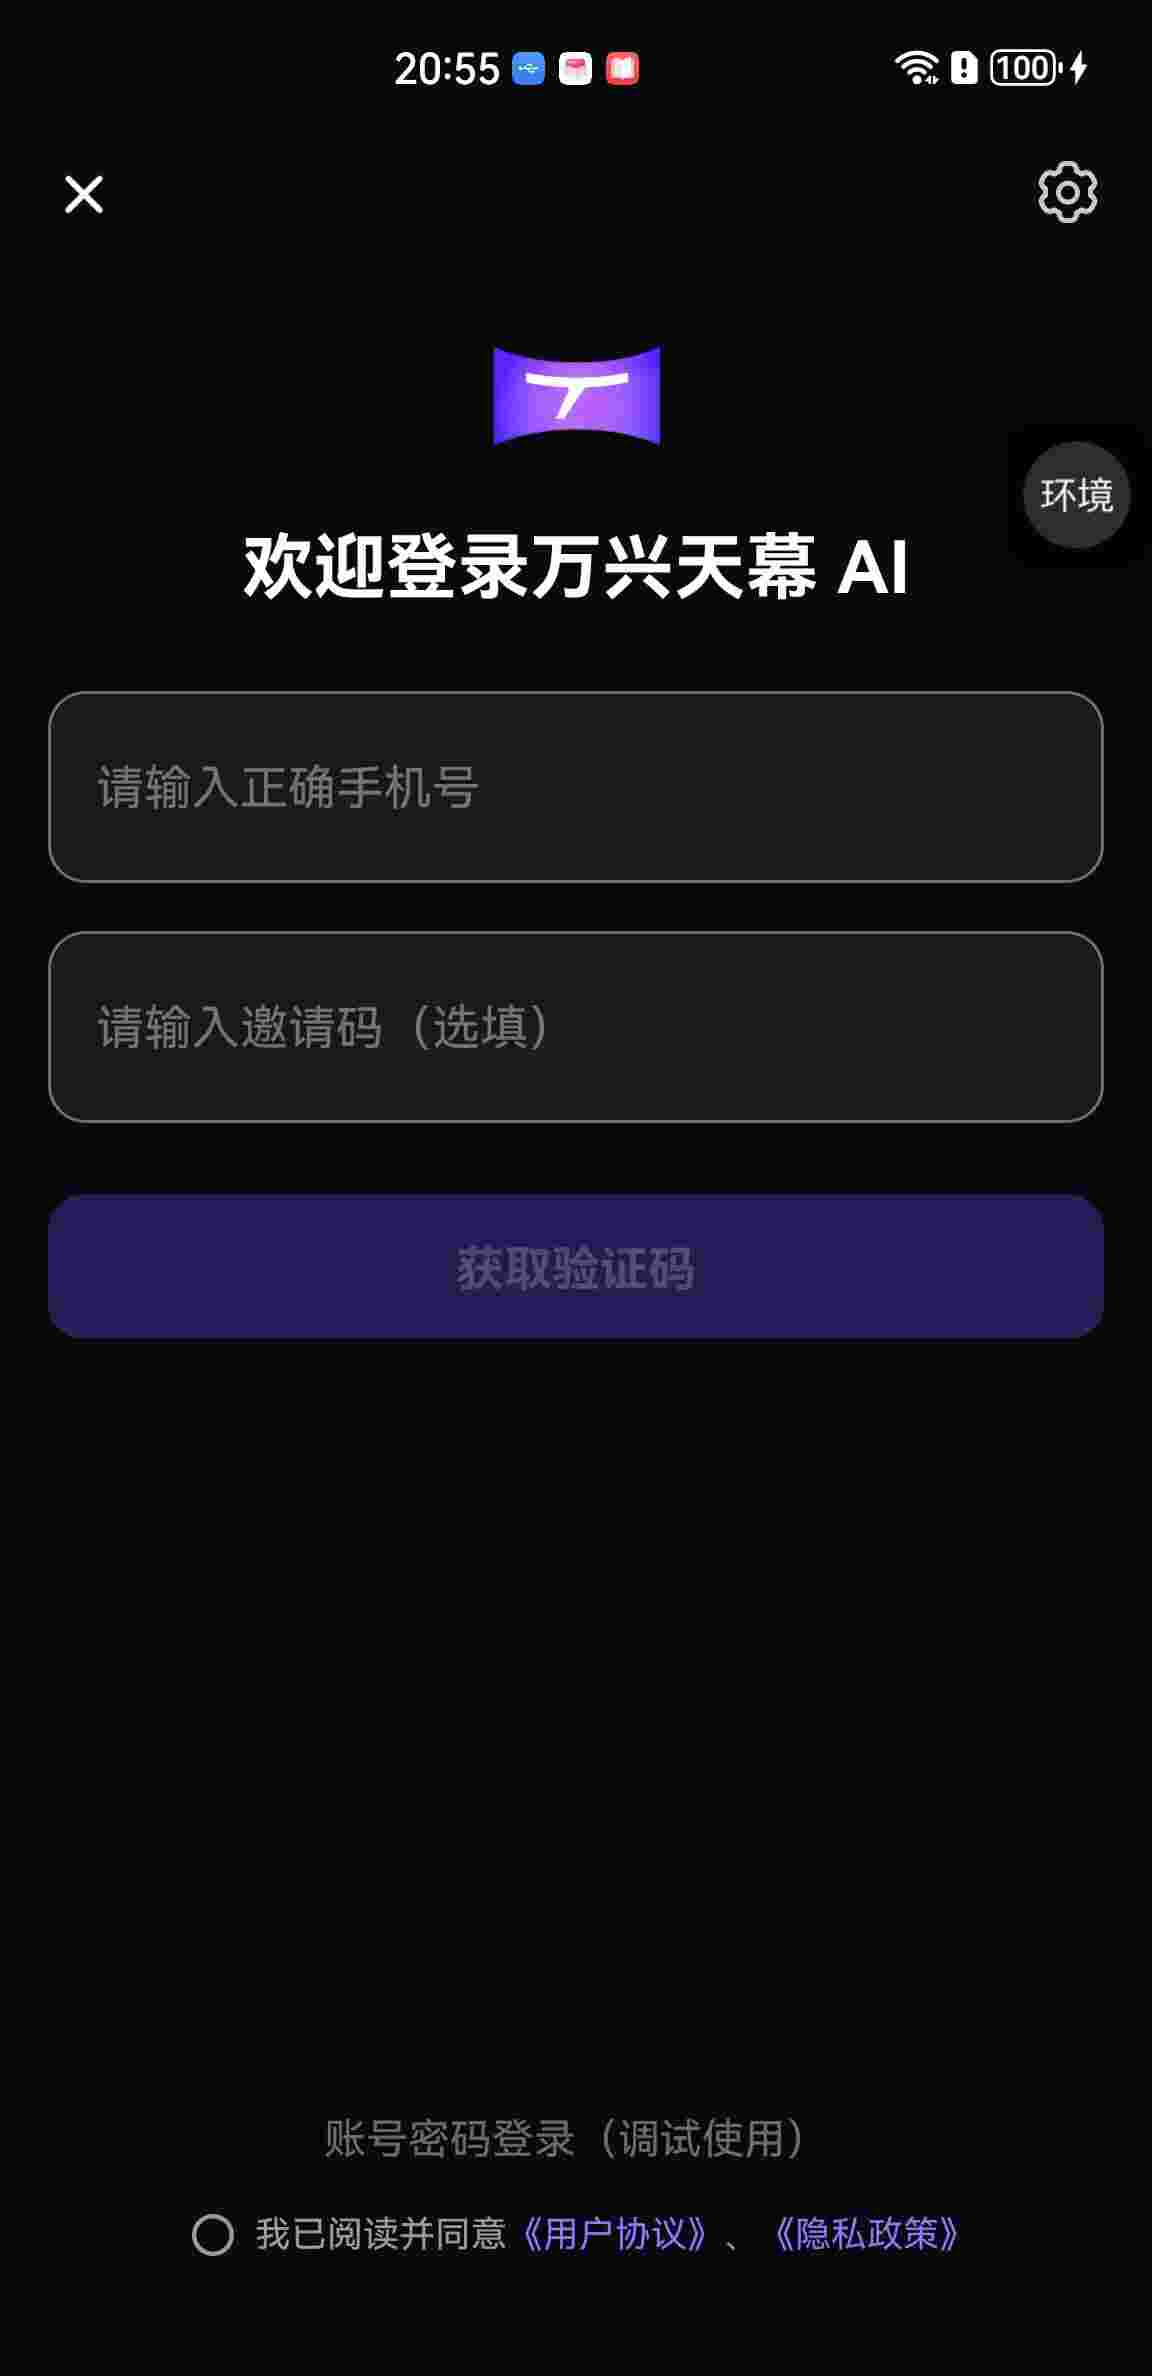 20:55
100
环境
欢迎登录万兴天幕 AI
请输入正确手机号
请输入邀请码（选填）
获取验证码
账号密码登录（调试使用）
我已阅读并同意《用户协议》、《隐私政策》